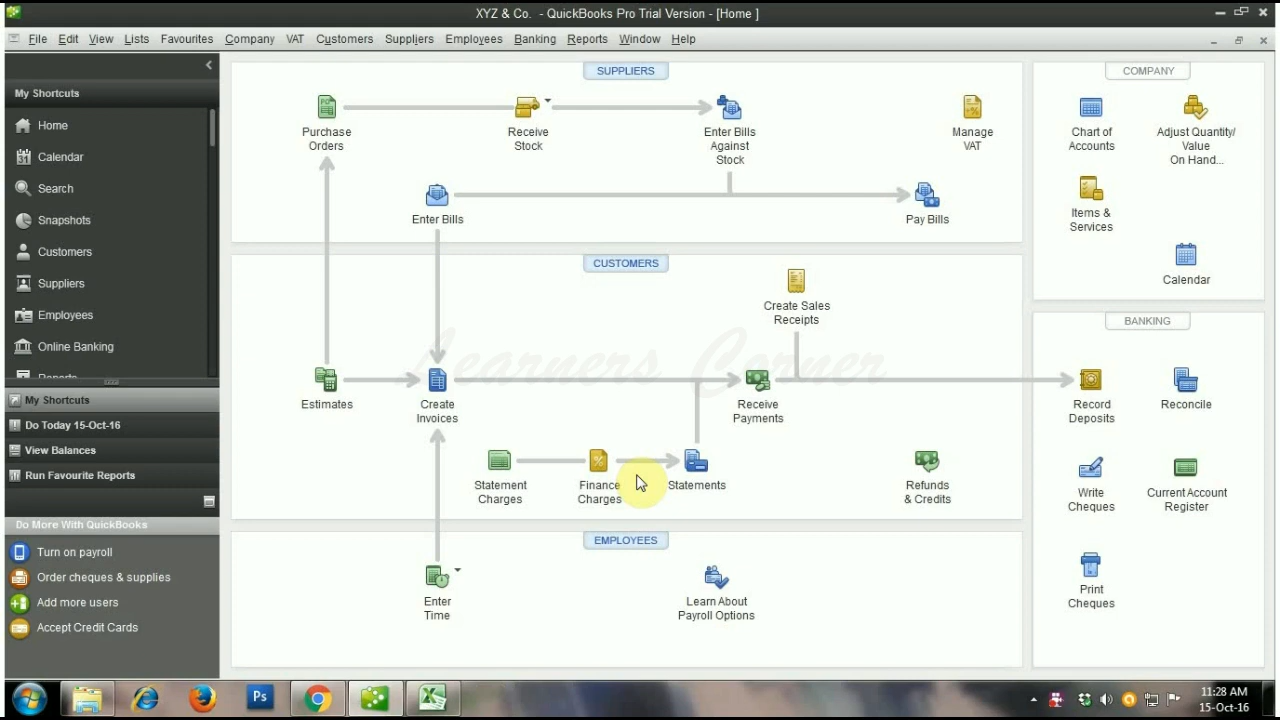 XYZ & Co. - QuickBooks Pro Trial Version - [Home ]
File Edit View Lists Favourites Company VAT Customers Suppliers Employees Banking Reports Window Help
My Shortcuts
Home
Calendar
Search
Snapshots
Customers
Suppliers
Employees
Online Banking
Reports
My Shortcuts
Do Today 15-Oct-16
View Balances
Run Favourite Reports
Do More With QuickBooks
Turn on payroll
Order cheques & supplies
Add more users
Accept Credit Cards
SUPPLIERS
Purchase
Orders
Receive
Stock
Enter Bills
Against
Stock
Manage
VAT
Enter Bills
Pay Bills
CUSTOMERS
Create Sales
Receipts
Learners Corner
Estimates
Create
Invoices
Receive
Payments
Statement
Charges
Finance
Charges
Statements
Refunds
& Credits
EMPLOYEES
Enter
Time
Learn About
Payroll Options
COMPANY
Chart of
Accounts
Adjust Quantity/
Value
On Hand...
Items &
Services
Calendar
BANKING
Record
Deposits
Reconcile
Write
Cheques
Current Account
Register
Print
Cheques
Ps
11:28 AM
15-Oct-16